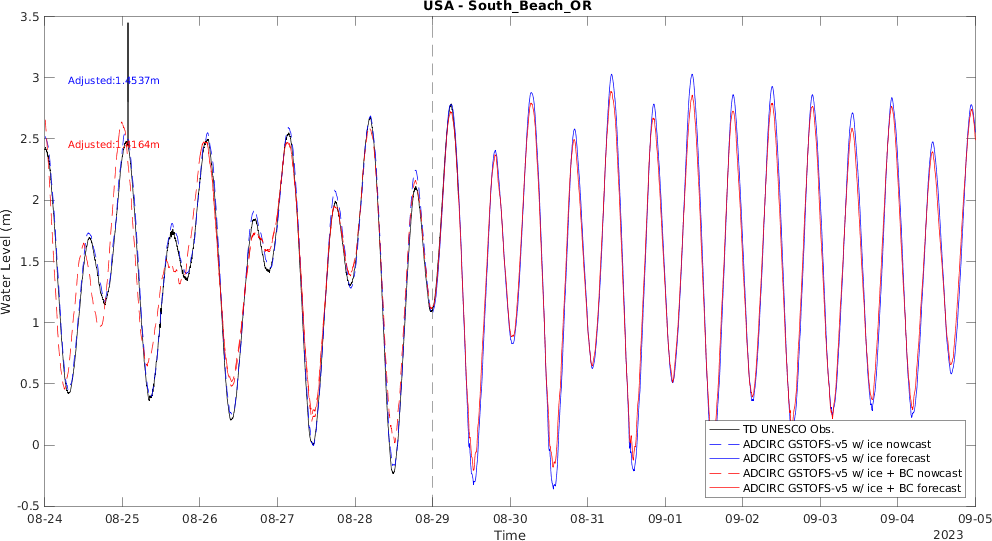 USA - South_Beach_OR
Water Level (m)
3.5
3
2.5
2
1.5
1
0.5
0
-0.5
Adjusted:1.4537m
Adjusted:1.4164m
TD UNESCO Obs.
ADCIRC GSTOFS-v5 w/ ice nowcast
ADCIRC GSTOFS-v5 w/ ice forecast
ADCIRC GSTOFS-v5 w/ ice + BC nowcast
ADCIRC GSTOFS-v5 w/ ice + BC forecast
08-24 08-25 08-26 08-27 08-28 08-29 08-30 08-31 09-01 09-02 09-03 09-04 09-05
Time
2023